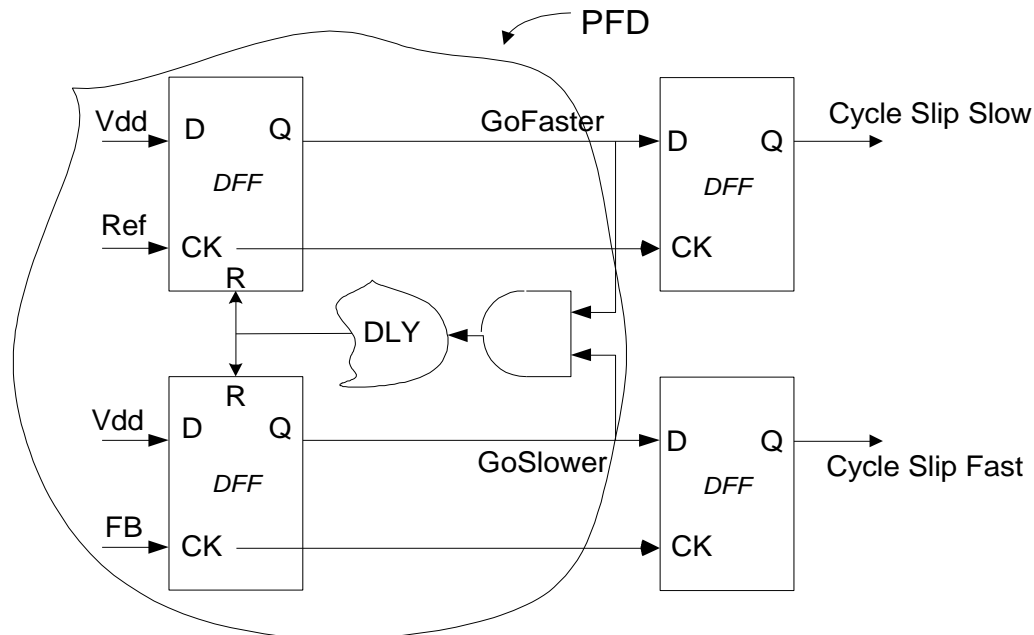 PFD
Vdd
D
Q
GoFaster
D
Q
Cycle Slip Slow
DFF
DFF
Ref
CK
CK
R
DLY
R
Vdd
D
Q
GoSlower
D
Q
Cycle Slip Fast
DFF
DFF
FB
CK
CK